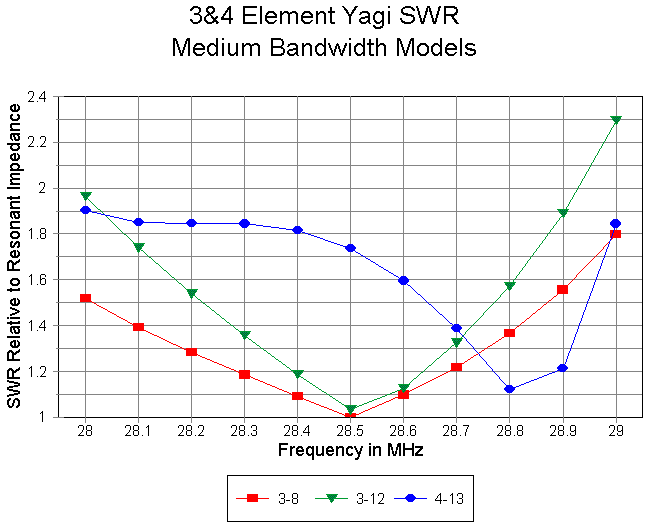 3&4 Element Yagi SWR
Medium Bandwidth Models
SWR Relative to Resonant Impedance
2.4
2.2
2
1.8
1.6
1.4
1.2
1
28 28.1 28.2 28.3 28.4 28.5 28.6 28.7 28.8 28.9 29
Frequency in MHz
3-8 3-12 4-13